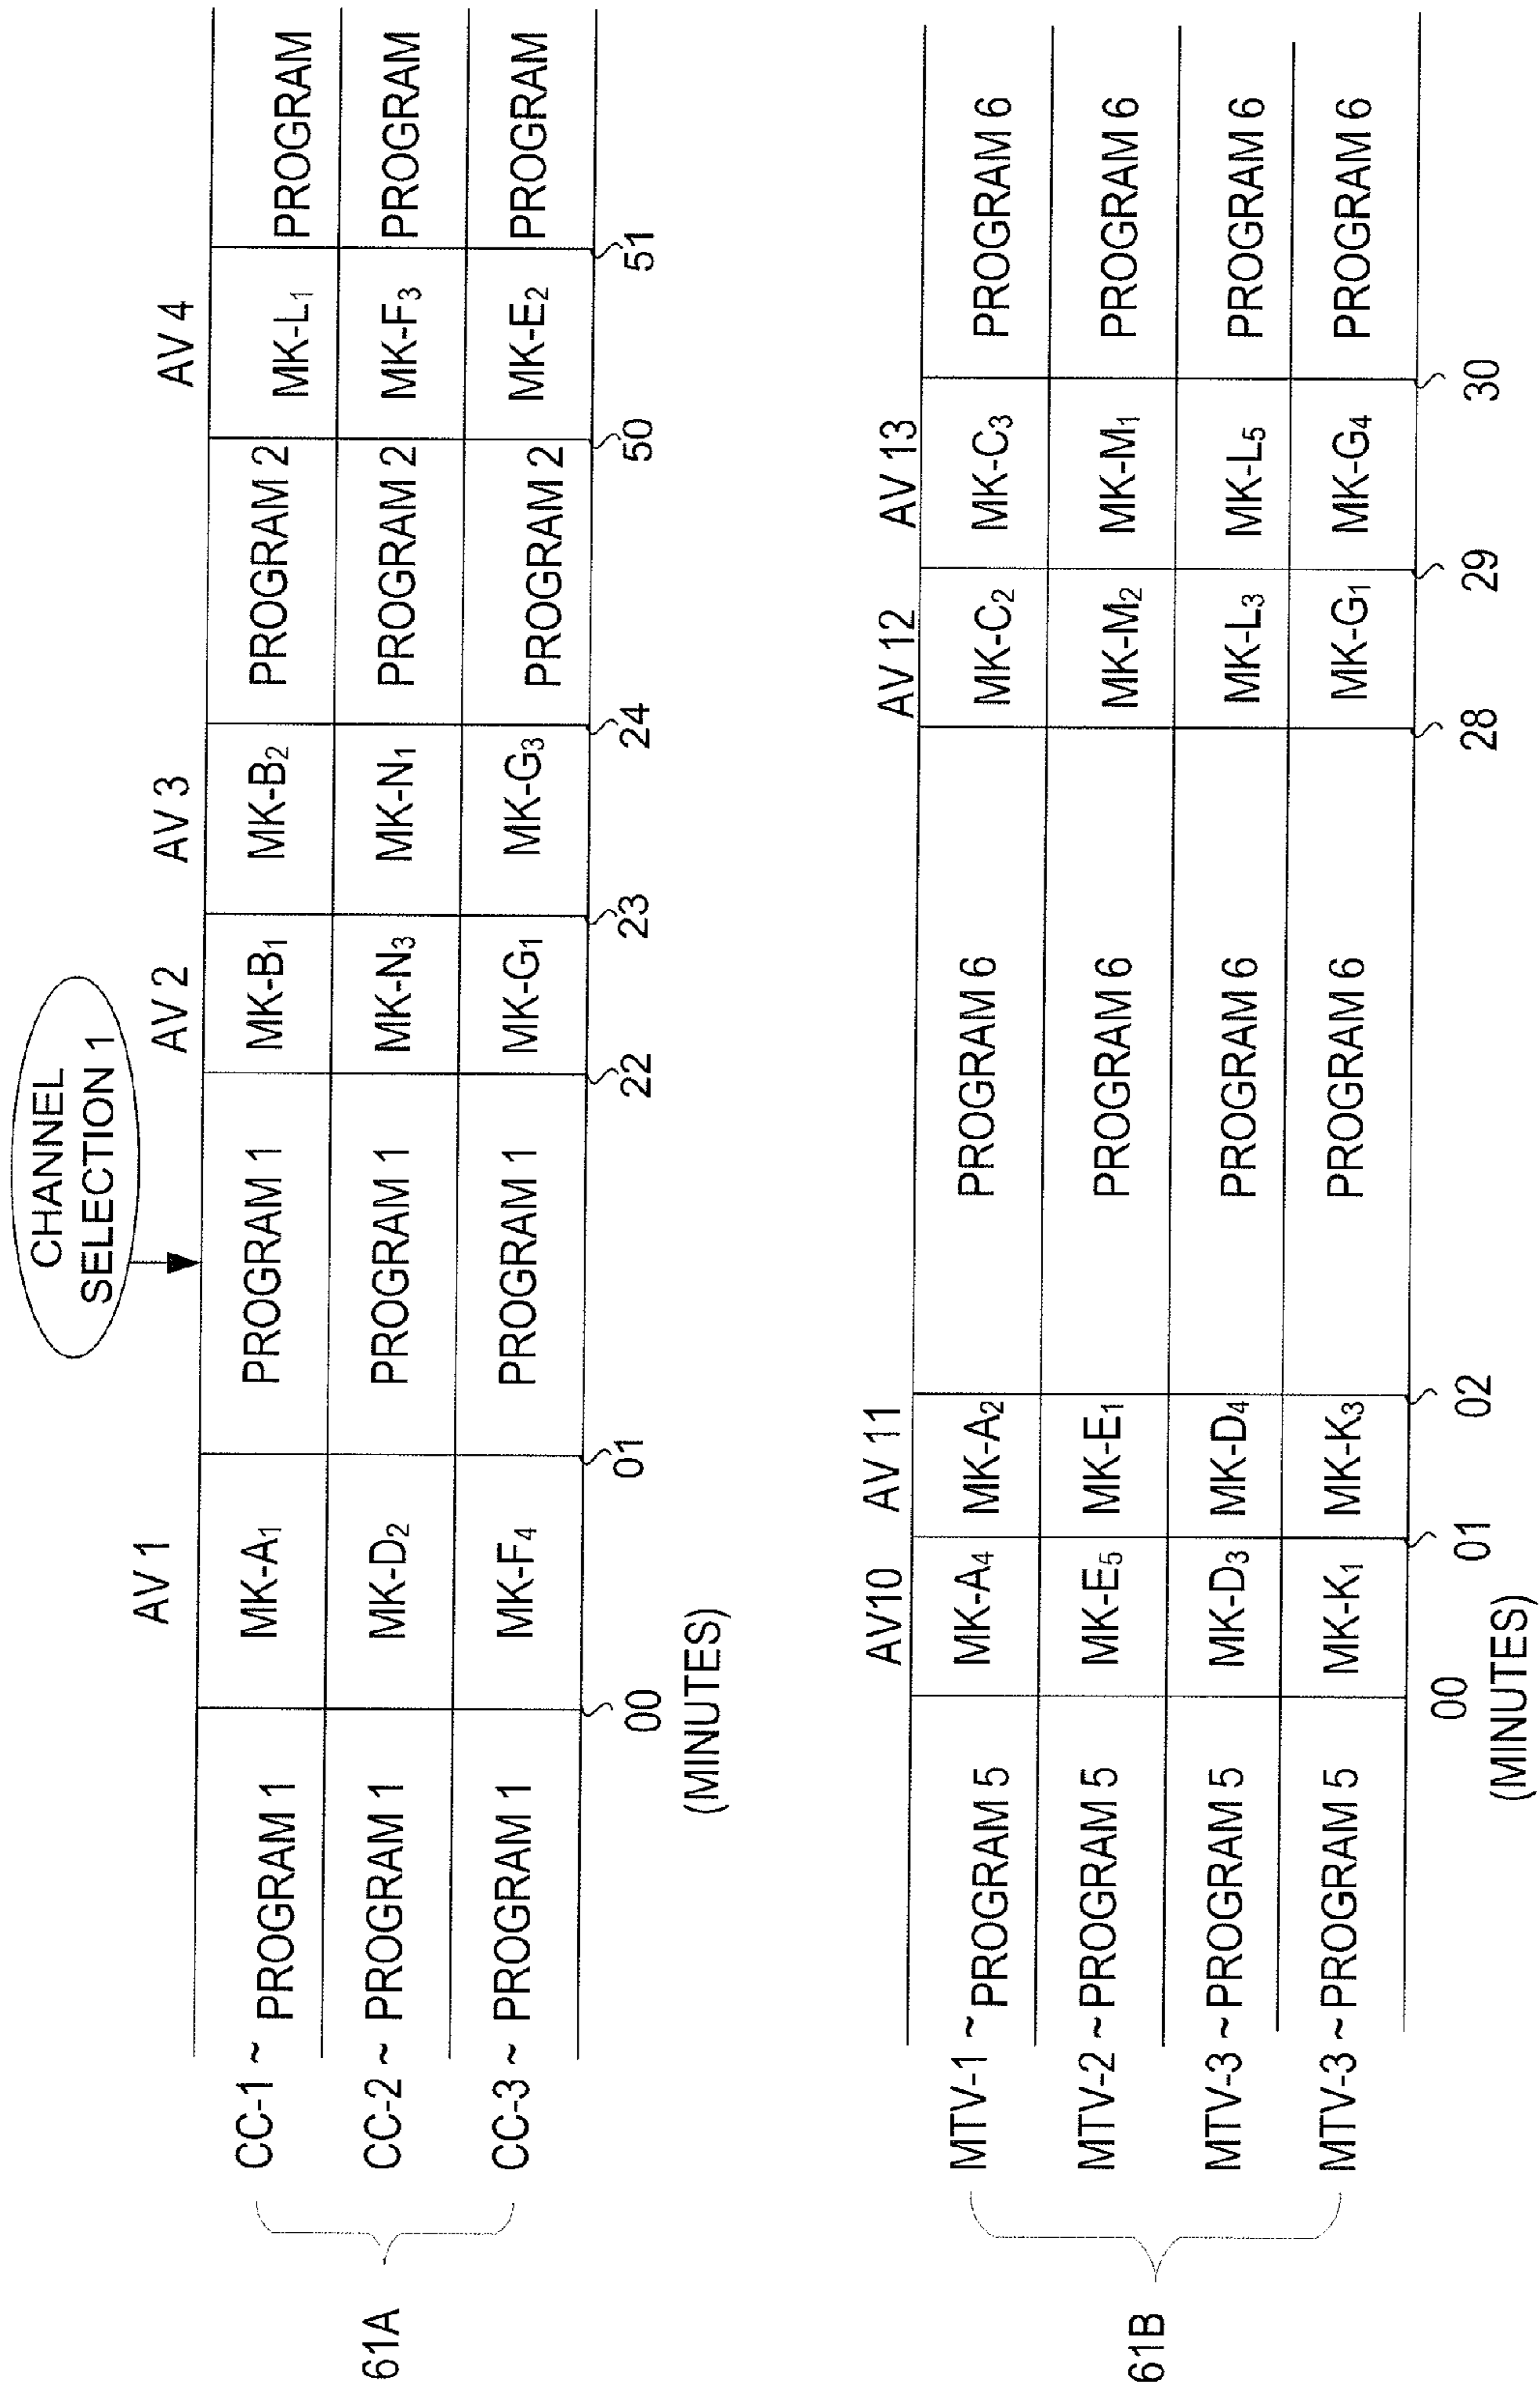 CHANNEL
SELECTION 1
AV 1 AV 2 AV 3 AV 4
CC-1 ~ PROGRAM 1 MK-A₁ PROGRAM 1 MK-B₁ MK-B₂ PROGRAM 2 MK-L₁ PROGRAM
CC-2 ~ PROGRAM 1 MK-D₂ PROGRAM 1 MK-N₃ MK-N₁ PROGRAM 2 MK-F₃ PROGRAM
CC-3 ~ PROGRAM 1 MK-F₄ PROGRAM 1 MK-G₁ MK-G₃ PROGRAM 2 MK-E₂ PROGRAM
61A
00 01 22 23 24 50 51
(MINUTES)
AV10 AV 11 AV 12 AV 13
MTV-1 ~ PROGRAM 5 MK-A₄ MK-A₂ PROGRAM 6 MK-C₂ MK-C₃ PROGRAM 6
MTV-2 ~ PROGRAM 5 MK-E₅ MK-E₁ PROGRAM 6 MK-M₂ MK-M₁ PROGRAM 6
MTV-3 ~ PROGRAM 5 MK-D₃ MK-D₄ PROGRAM 6 MK-L₃ MK-L₅ PROGRAM 6
MTV-3 ~ PROGRAM 5 MK-K₁ MK-K₃ PROGRAM 6 MK-G₁ MK-G₄ PROGRAM 6
61B
00 01 02 28 29 30
(MINUTES)